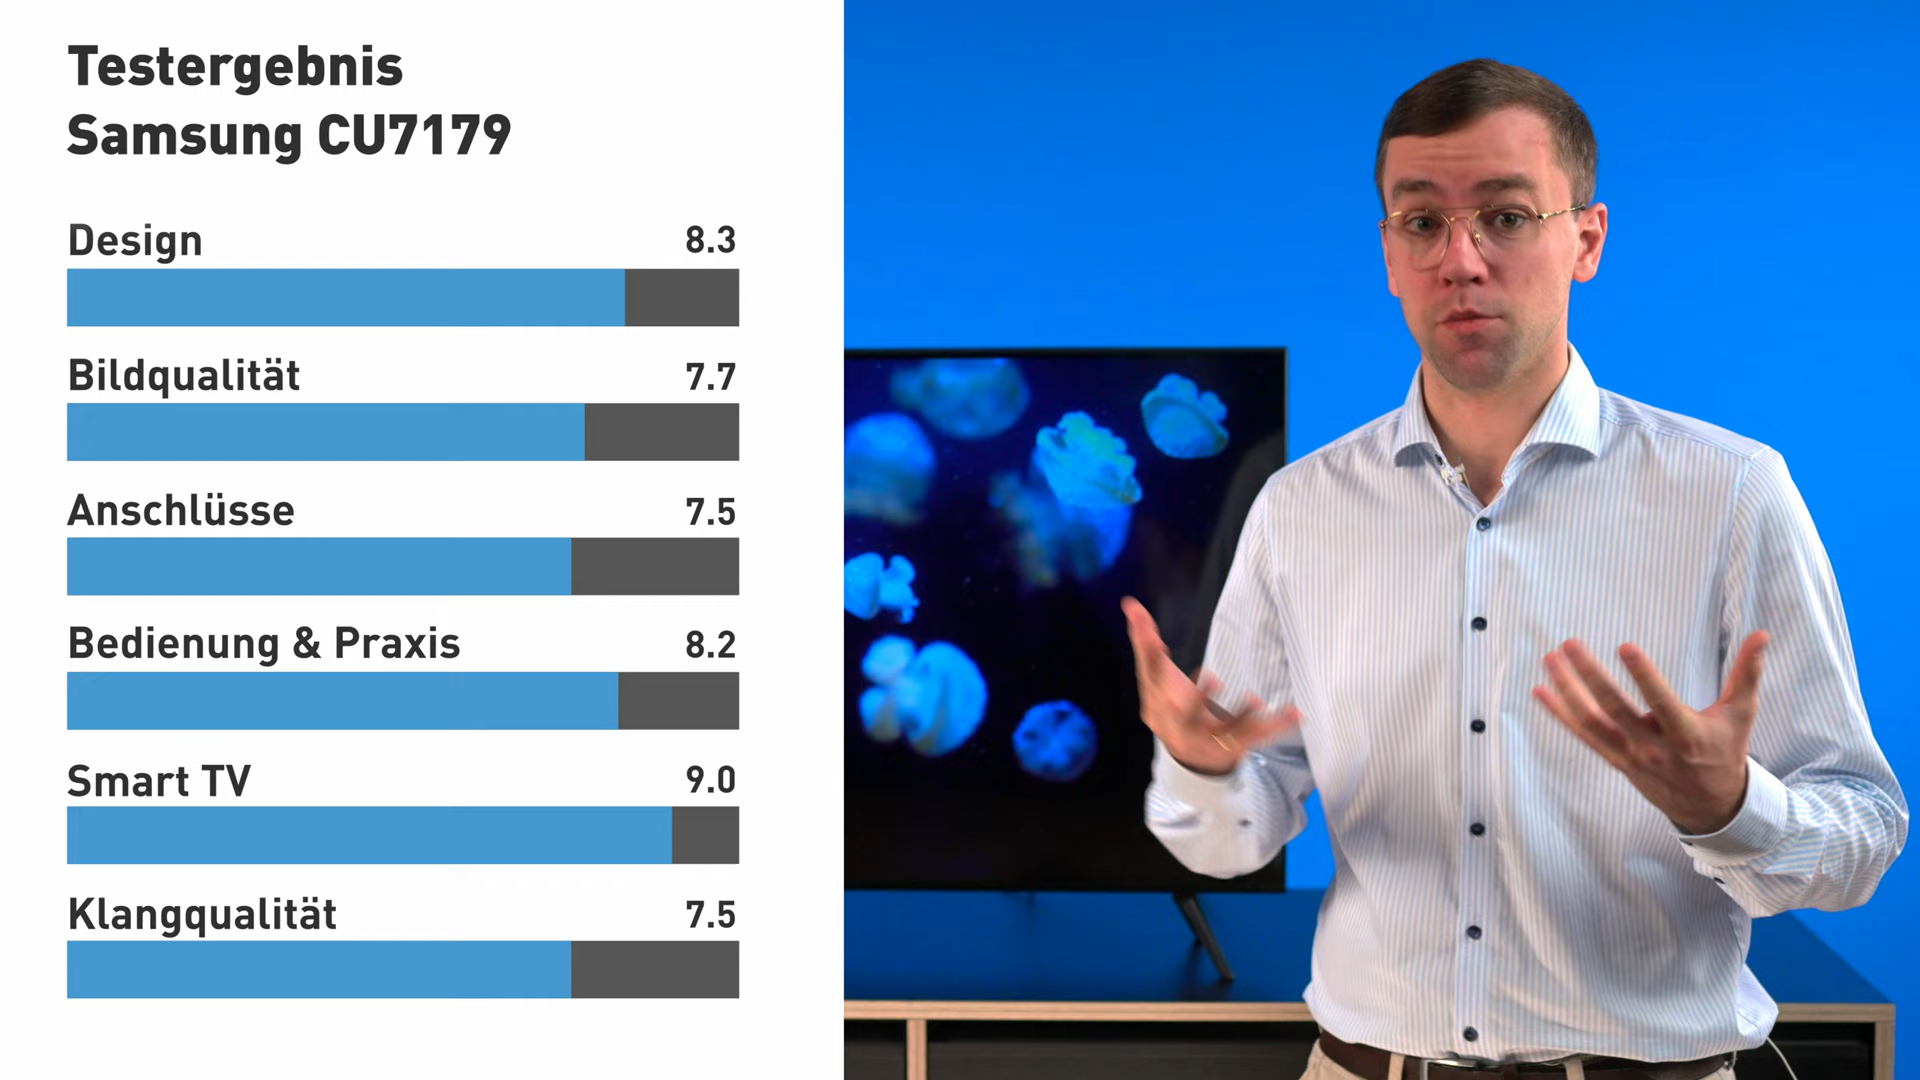 Testergebnis
Samsung CU7179
Design 8.3
Bildqualität 7.7
Anschlüsse 7.5
Bedienung & Praxis 8.2
Smart TV 9.0
Klangqualität 7.5